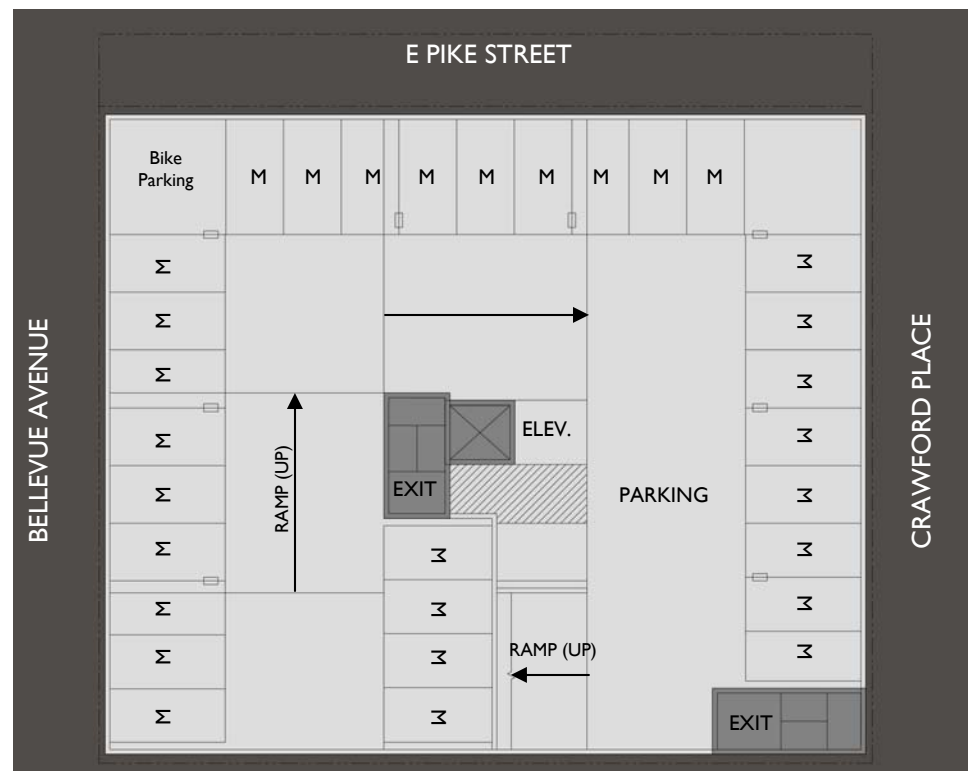 E PIKE STREET
Bike
Parking
M M M M M M M M M
M M
M M
M M
BELLEVUE AVENUE
CRAWFORD PLACE
ELEV.
M M
RAMP (UP)
EXIT
PARKING
M M
M M M
M M M
RAMP (UP)
M M M
M M
EXIT